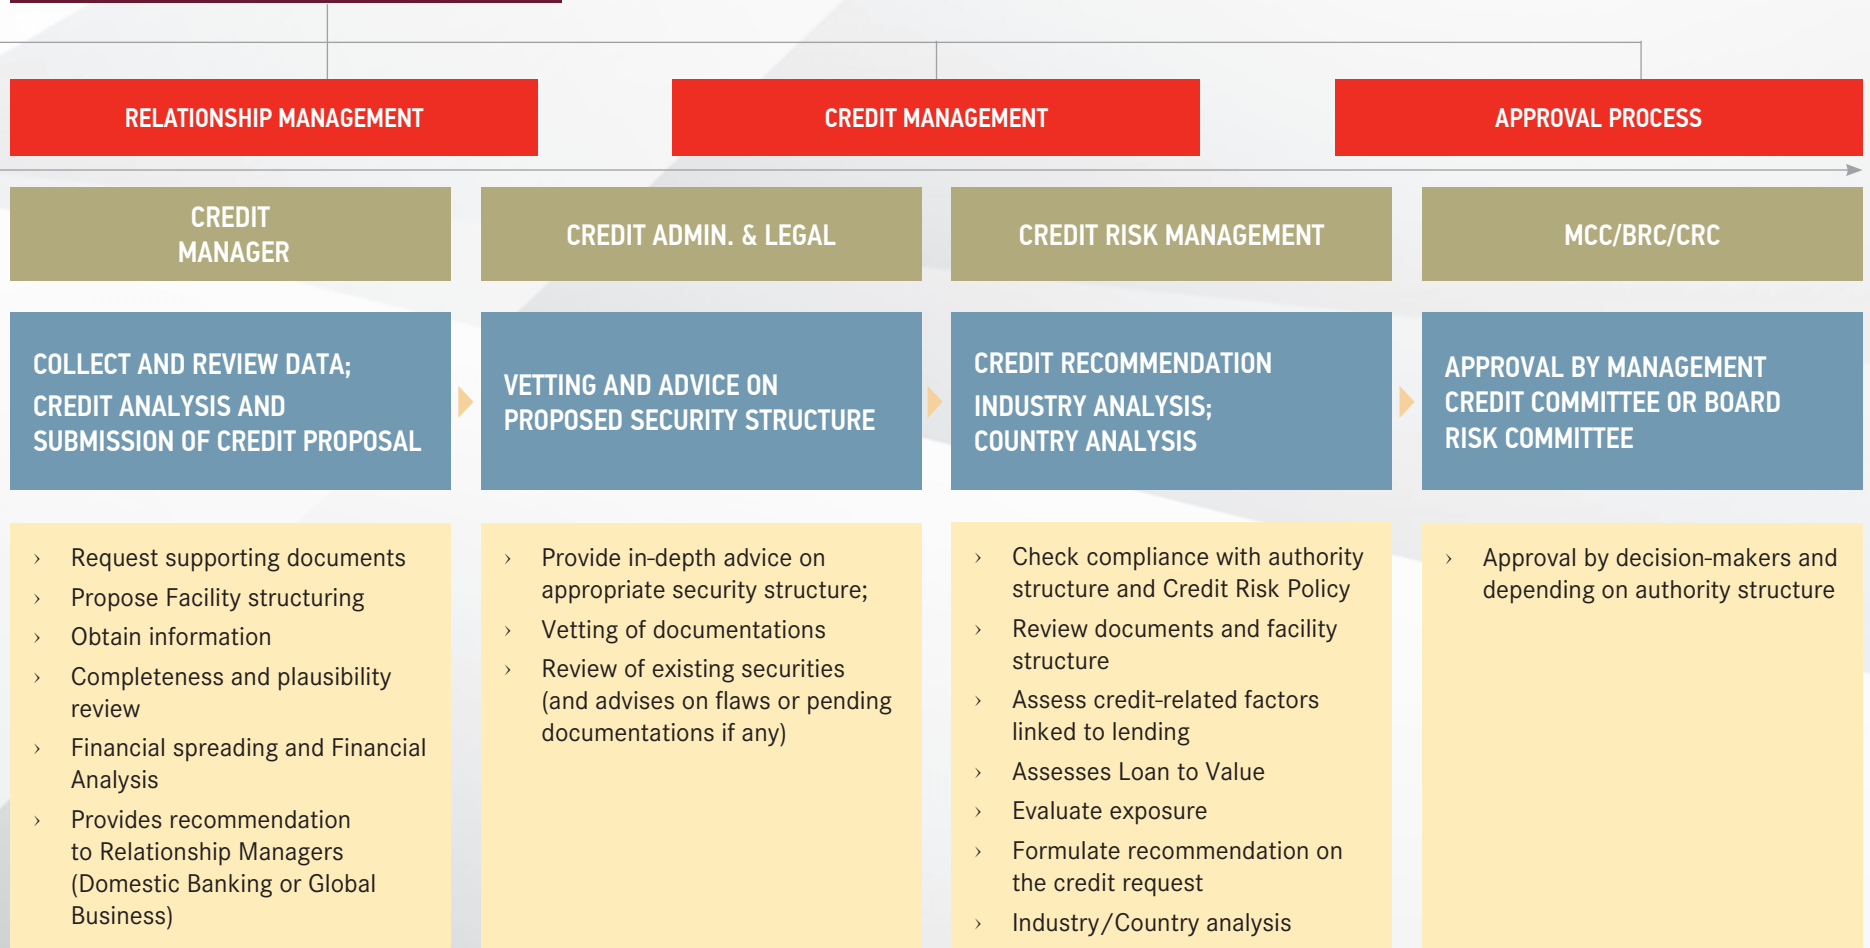 RELATIONSHIP MANAGEMENT
CREDIT MANAGEMENT
APPROVAL PROCESS
CREDIT
MANAGER
CREDIT ADMIN. & LEGAL
CREDIT RISK MANAGEMENT
MCC/BRC/CRC
COLLECT AND REVIEW DATA;
CREDIT ANALYSIS AND
SUBMISSION OF CREDIT PROPOSAL
VETTING AND ADVICE ON
PROPOSED SECURITY STRUCTURE
CREDIT RECOMMENDATION
INDUSTRY ANALYSIS;
COUNTRY ANALYSIS
APPROVAL BY MANAGEMENT
CREDIT COMMITTEE OR BOARD
RISK COMMITTEE
› Request supporting documents
› Propose Facility structuring
› Obtain information
› Completeness and plausibility
review
› Financial spreading and Financial
Analysis
› Provides recommendation
to Relationship Managers
(Domestic Banking or Global
Business)
› Provide in-depth advice on
appropriate security structure;
› Vetting of documentations
› Review of existing securities
(and advises on flaws or pending
documentations if any)
› Check compliance with authority
structure and Credit Risk Policy
› Review documents and facility
structure
› Assess credit-related factors
linked to lending
› Assesses Loan to Value
› Evaluate exposure
› Formulate recommendation on
the credit request
› Industry/Country analysis
› Approval by decision-makers and
depending on authority structure